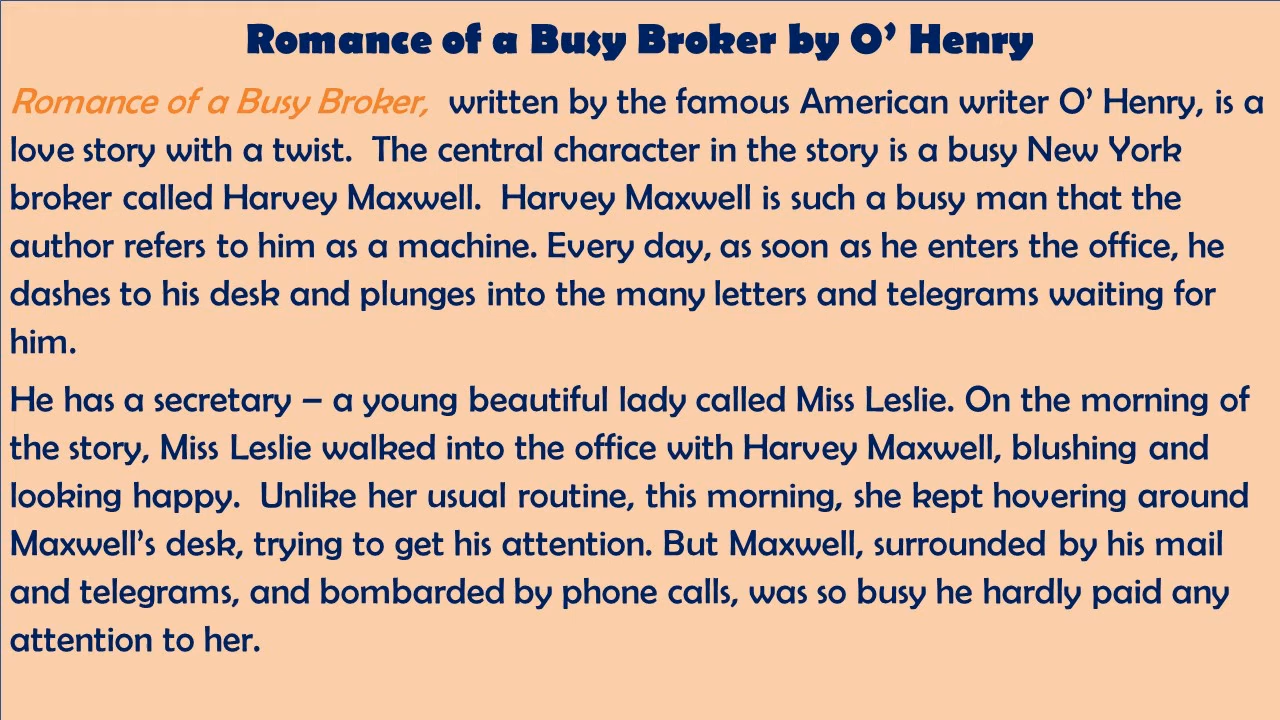 Romance of a Busy Broker by O’ Henry
Romance of a Busy Broker, written by the famous American writer O’ Henry, is a
love story with a twist. The central character in the story is a busy New York
broker called Harvey Maxwell. Harvey Maxwell is such a busy man that the
author refers to him as a machine. Every day, as soon as he enters the office, he
dashes to his desk and plunges into the many letters and telegrams waiting for
him.
He has a secretary – a young beautiful lady called Miss Leslie. On the morning of
the story, Miss Leslie walked into the office with Harvey Maxwell, blushing and
looking happy. Unlike her usual routine, this morning, she kept hovering around
Maxwell’s desk, trying to get his attention. But Maxwell, surrounded by his mail
and telegrams, and bombarded by phone calls, was so busy he hardly paid any
attention to her.